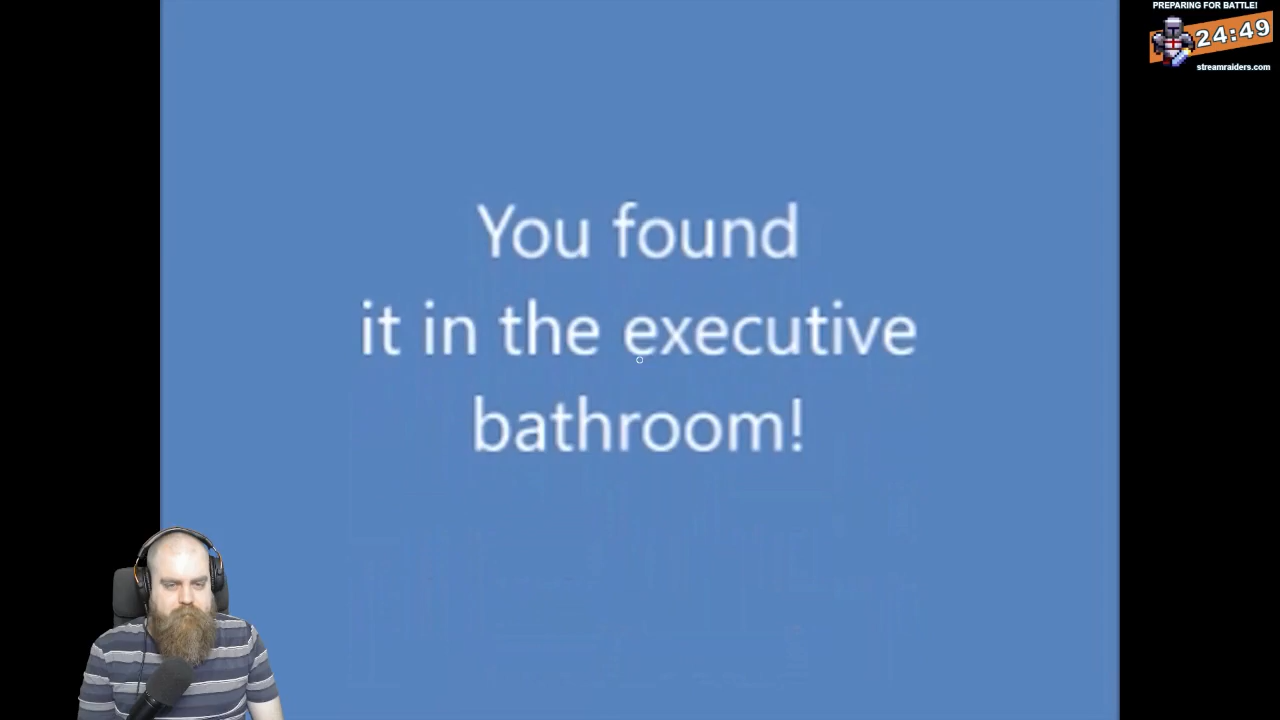 PREPARING FOR BATTLE!
24:49
streamraiders.com
You found
it in the executive
bathroom!